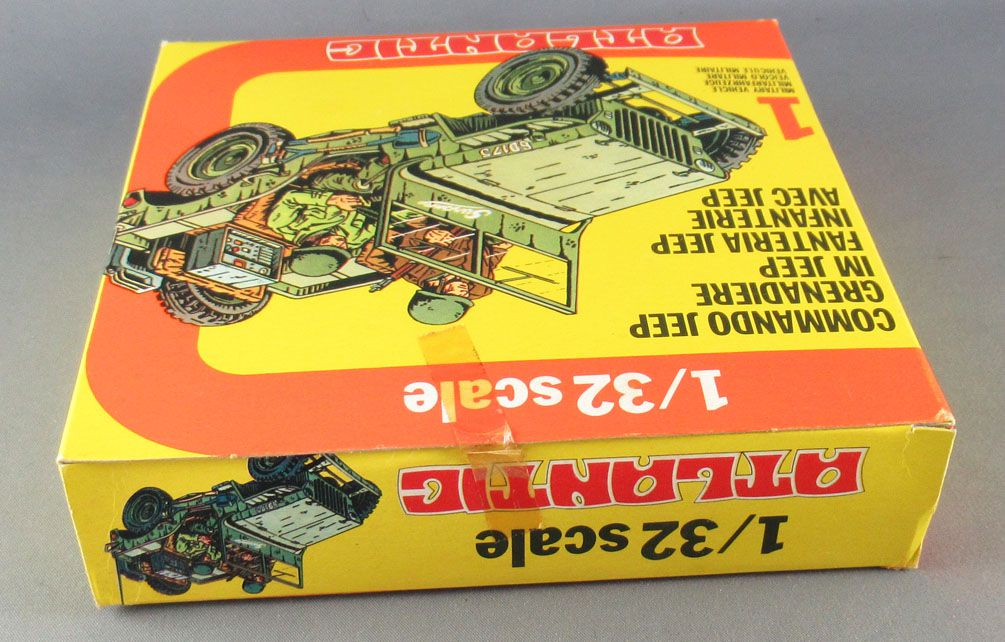 1/32 scale
ATLANTIC
1/32 scale
COMMANDO JEEP
GRENADIERE
IM JEEP
FANTERIA JEEP
INFANTERIE
AVEC JEEP
1
MILITARY VEHICLE
MILITARFAHRZEUGE
VEICOLO MILITARE
VEHICULE MILITAIRE
ATLANTIC